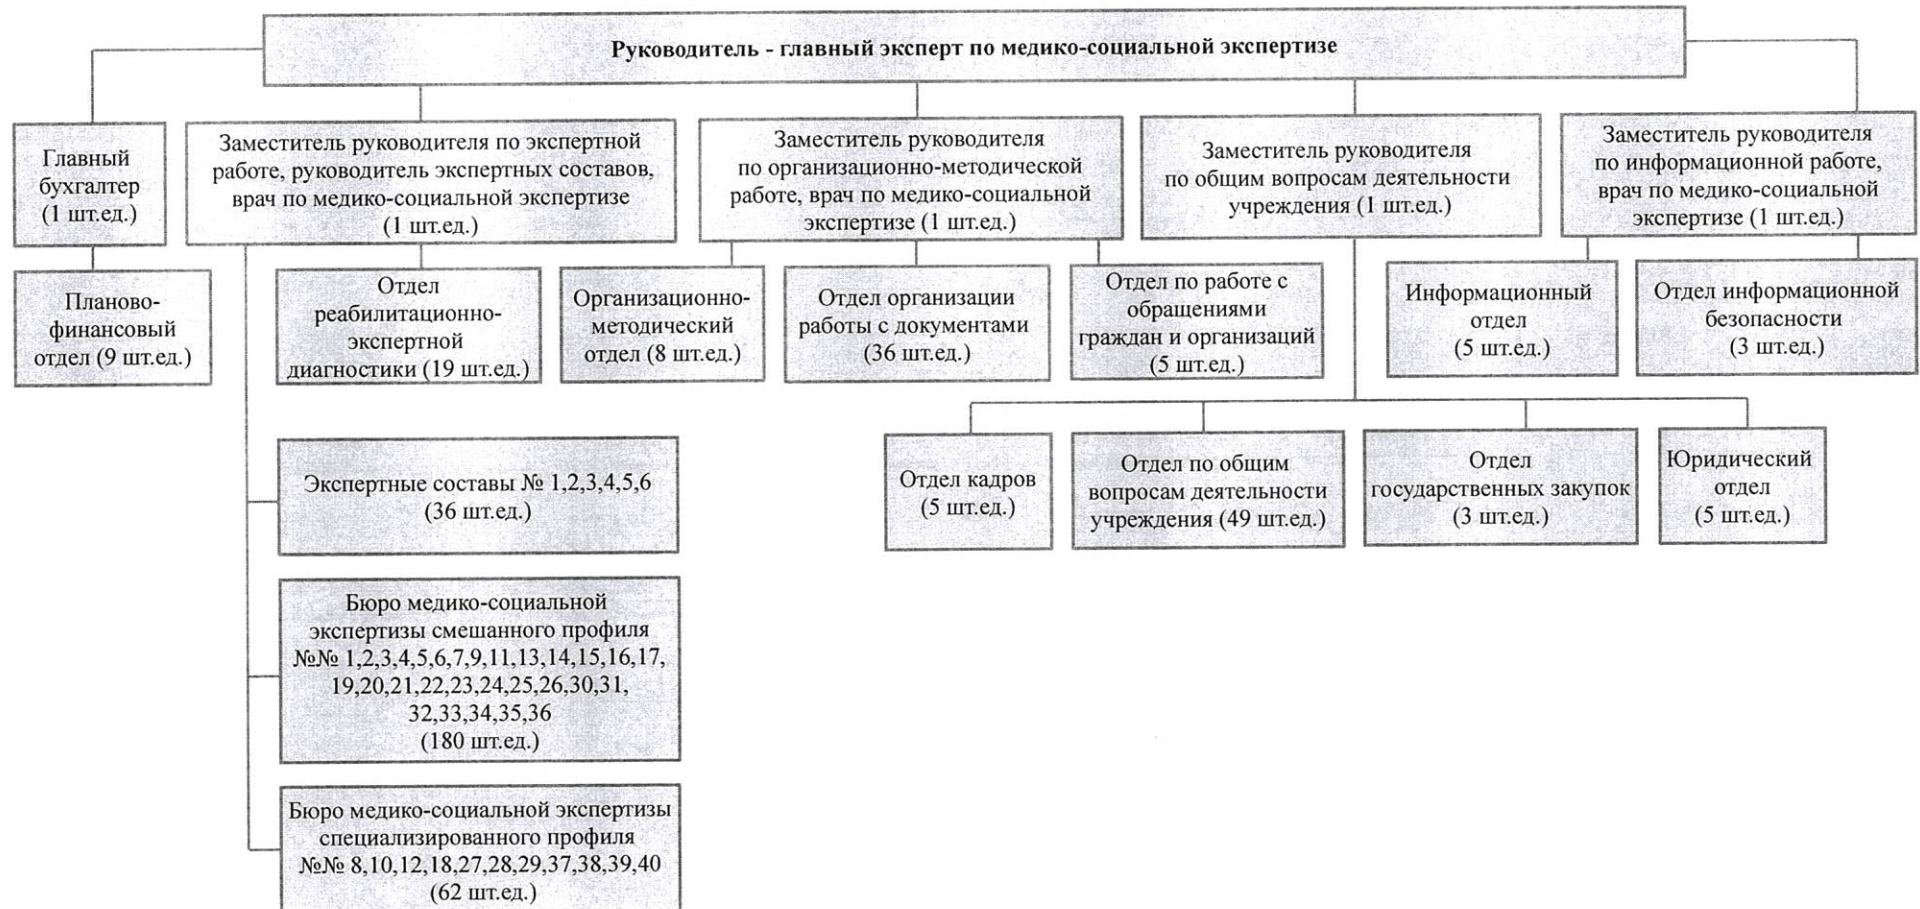 Руководитель - главный эксперт по медико-социальной экспертизе
Главный
бухгалтер
(1 шт.ед.)
Заместитель руководителя по экспертной
работе, руководитель экспертных составов,
врач по медико-социальной экспертизе
(1 шт.ед.)
Заместитель руководителя
по организационно-методической
работе, врач по медико-социальной
экспертизе (1 шт.ед.)
Заместитель руководителя
по общим вопросам деятельности
учреждения (1 шт.ед.)
Заместитель руководителя
по информационной работе,
врач по медико-социальной
экспертизе (1 шт.ед.)
Планово-
финансовый
отдел (9 шт.ед.)
Отдел
реабилитационно-
экспертной
диагностики (19 шт.ед.)
Организационно-
методический
отдел (8 шт.ед.)
Отдел организации
работы с документами
(36 шт.ед.)
Отдел по работе с
обращениями
граждан и организаций
(5 шт.ед.)
Информационный
отдел
(5 шт.ед.)
Отдел информационной
безопасности
(3 шт.ед.)
Экспертные составы № 1,2,3,4,5,6
(36 шт.ед.)
Отдел кадров
(5 шт.ед.)
Отдел по общим
вопросам деятельности
учреждения (49 шт.ед.)
Отдел
государственных закупок
(3 шт.ед.)
Юридический
отдел
(5 шт.ед.)
Бюро медико-социальной
экспертизы смешанного профиля
№№ 1,2,3,4,5,6,7,9,11,13,14,15,16,17,
19,20,21,22,23,24,25,26,30,31,
32,33,34,35,36
(180 шт.ед.)
Бюро медико-социальной экспертизы
специализированного профиля
№№ 8,10,12,18,27,28,29,37,38,39,40
(62 шт.ед.)